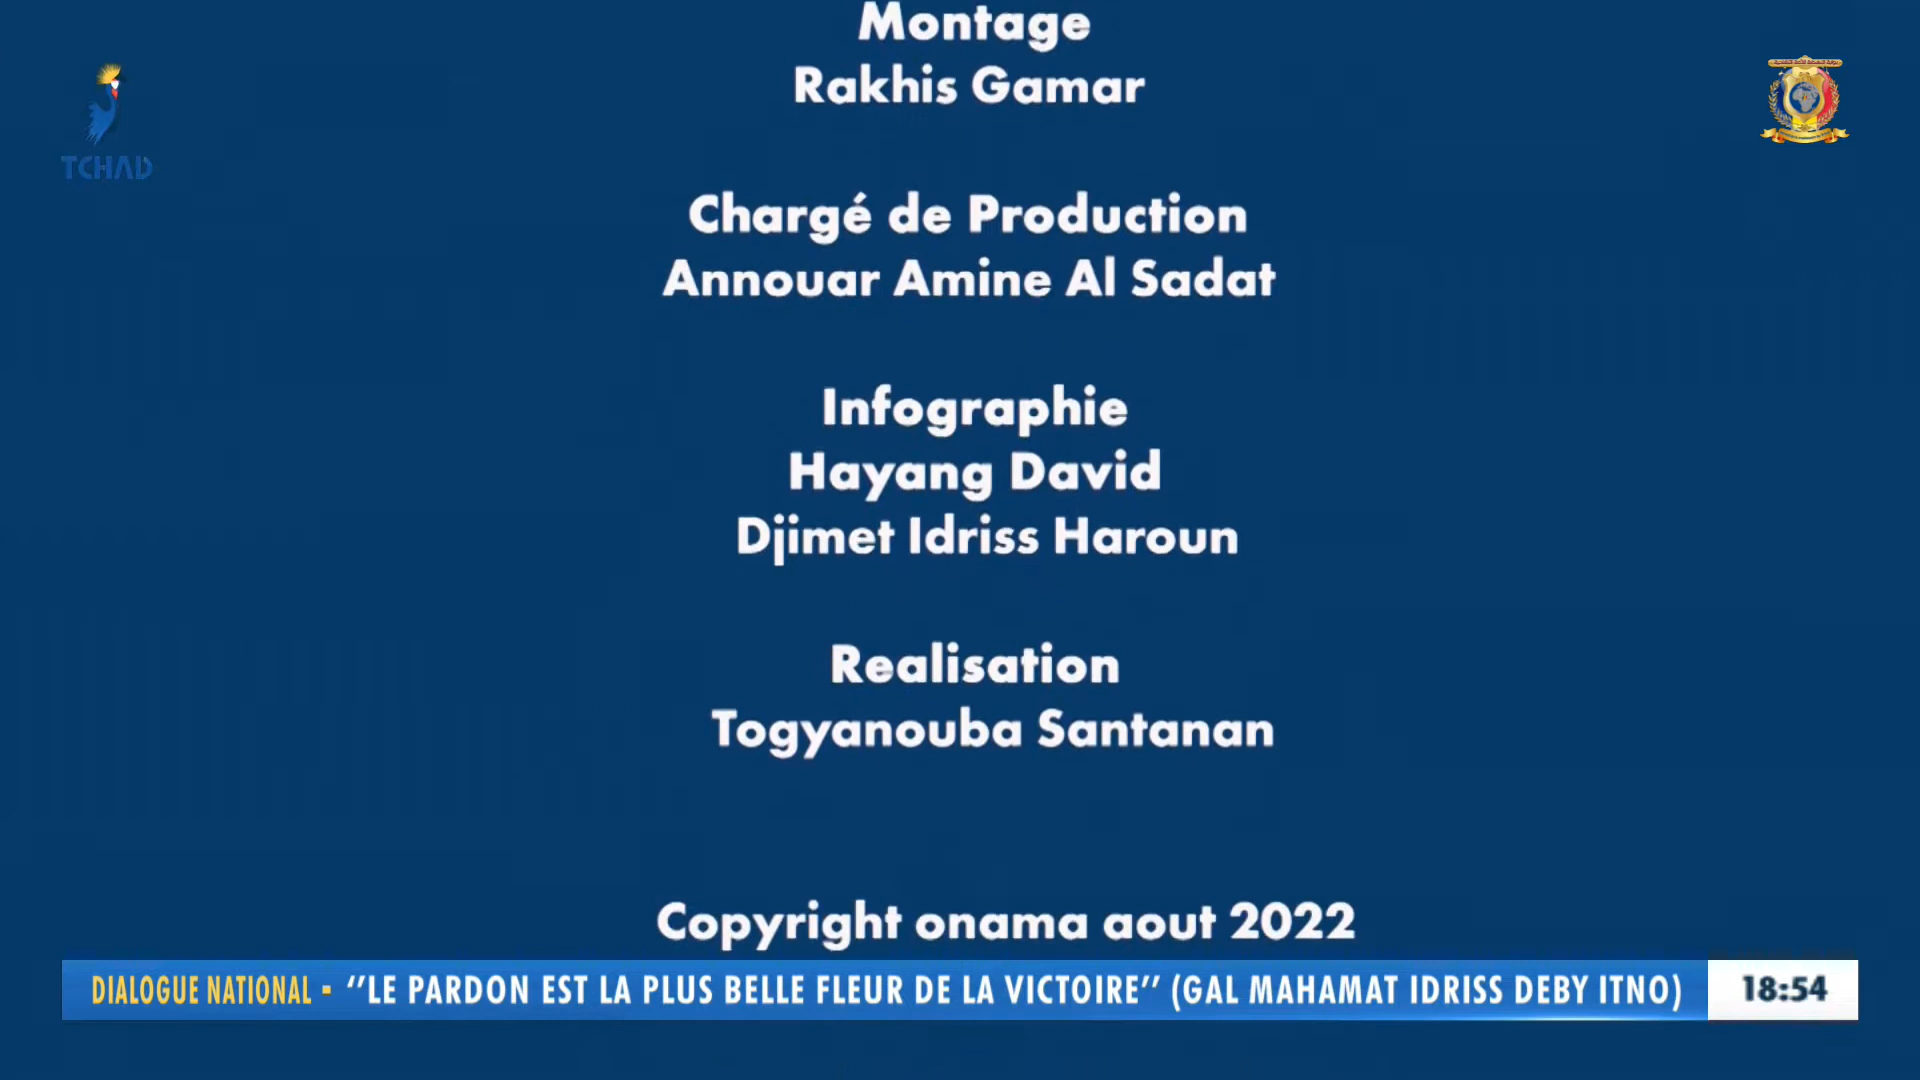 Montage
Rakhis Gamar
TCHAD
Chargé de Production
Annouar Amine Al Sadat
Infographie
Hayang David
Djimet Idriss Haroun
Realisation
Togyanouba Santanan
Copyright onama aout 2022
DIALOGUE NATIONAL ▪ ‘‘LE PARDON EST LA PLUS BELLE FLEUR DE LA VICTOIRE’’ (GAL MAHAMAT IDRISS DEBY ITNO)
18:54